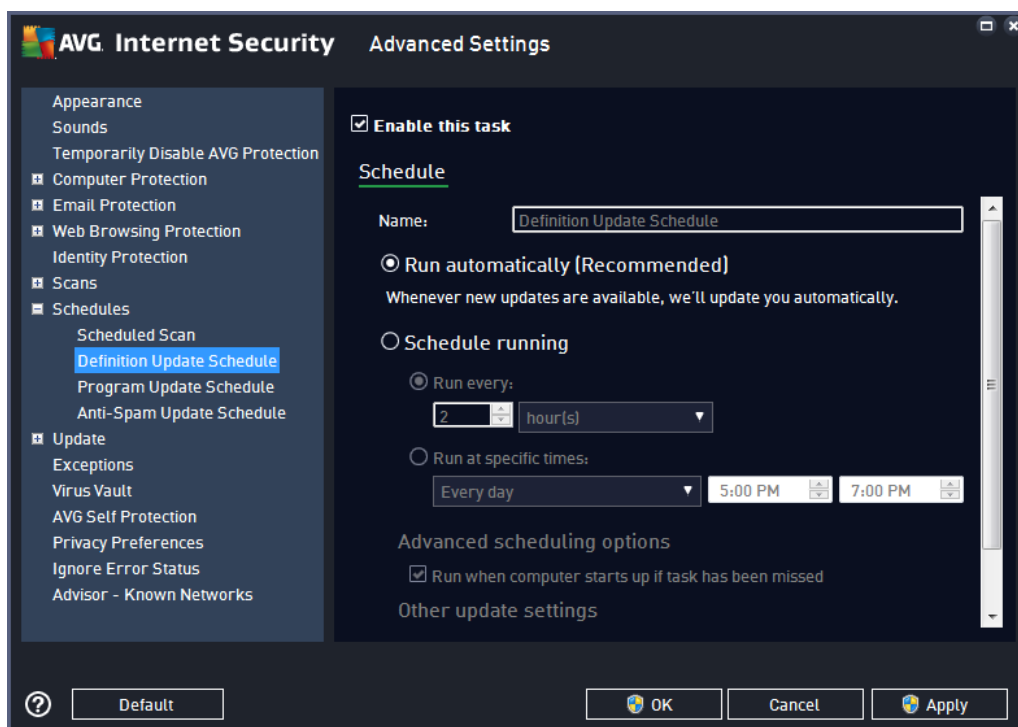 AVG Internet Security Advanced Settings
Appearance
Sounds
Temporarily Disable AVG Protection
Computer Protection
Email Protection
Web Browsing Protection
Identity Protection
Scans
Schedules
Scheduled Scan
Definition Update Schedule
Program Update Schedule
Anti-Spam Update Schedule
Update
Exceptions
Virus Vault
AVG Self Protection
Privacy Preferences
Ignore Error Status
Advisor - Known Networks
Enable this task
Schedule
Name: Definition Update Schedule
Run automatically (Recommended)
Whenever new updates are available, we'll update you automatically.
Schedule running
Run every:
2 hour(s)
Run at specific times:
Every day 5:00 PM 7:00 PM
Advanced scheduling options
Run when computer starts up if task has been missed
Other update settings
? Default OK Cancel Apply